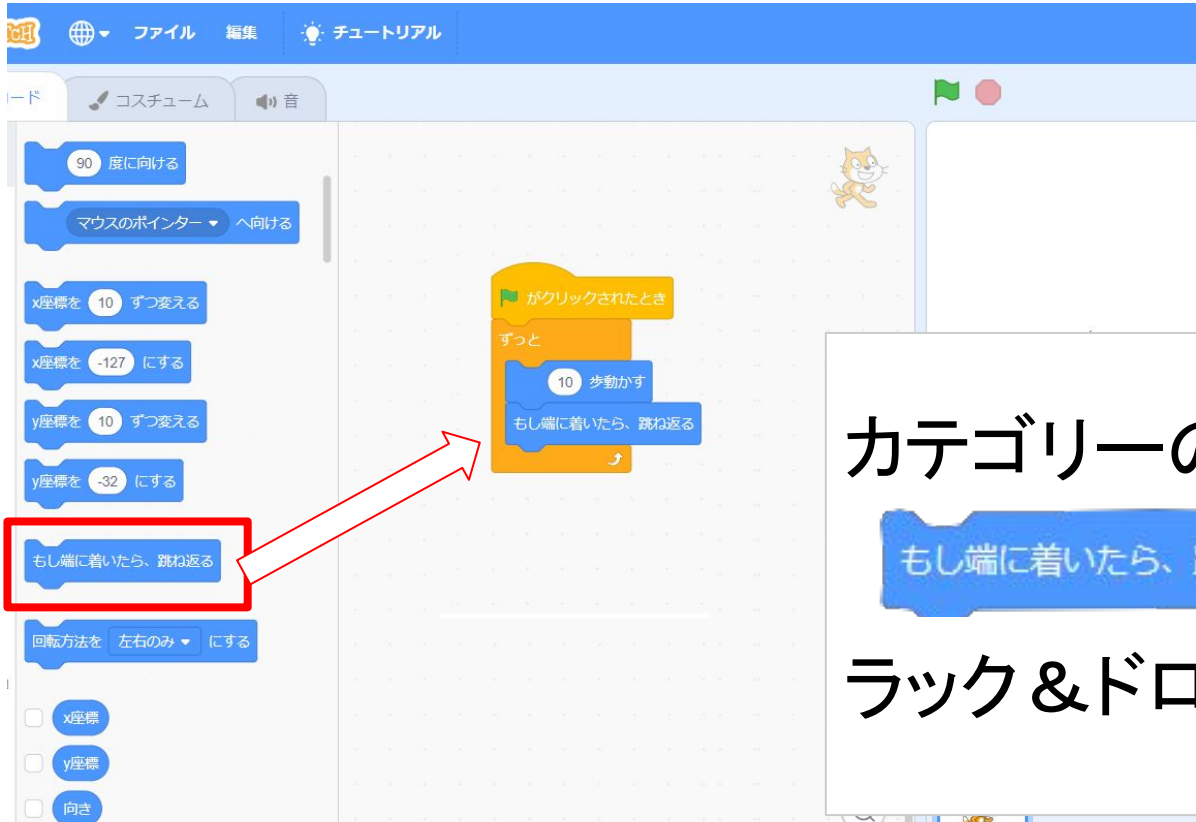 ファイル 編集 チュートリアル
コスチューム 音
90 度に向ける
マウスのポインター へ向ける
x座標を 10 ずつ変える
x座標を -127 にする
y座標を 10 ずつ変える
y座標を -32 にする
もし端に着いたら、跳ね返る
回転方法を 左右のみ にする
x座標
y座標
向き
がクリックされたとき
ずっと
10 歩動かす
もし端に着いたら、跳ね返る
カテゴリーの
もし端に着いたら、
ラック&ドロ